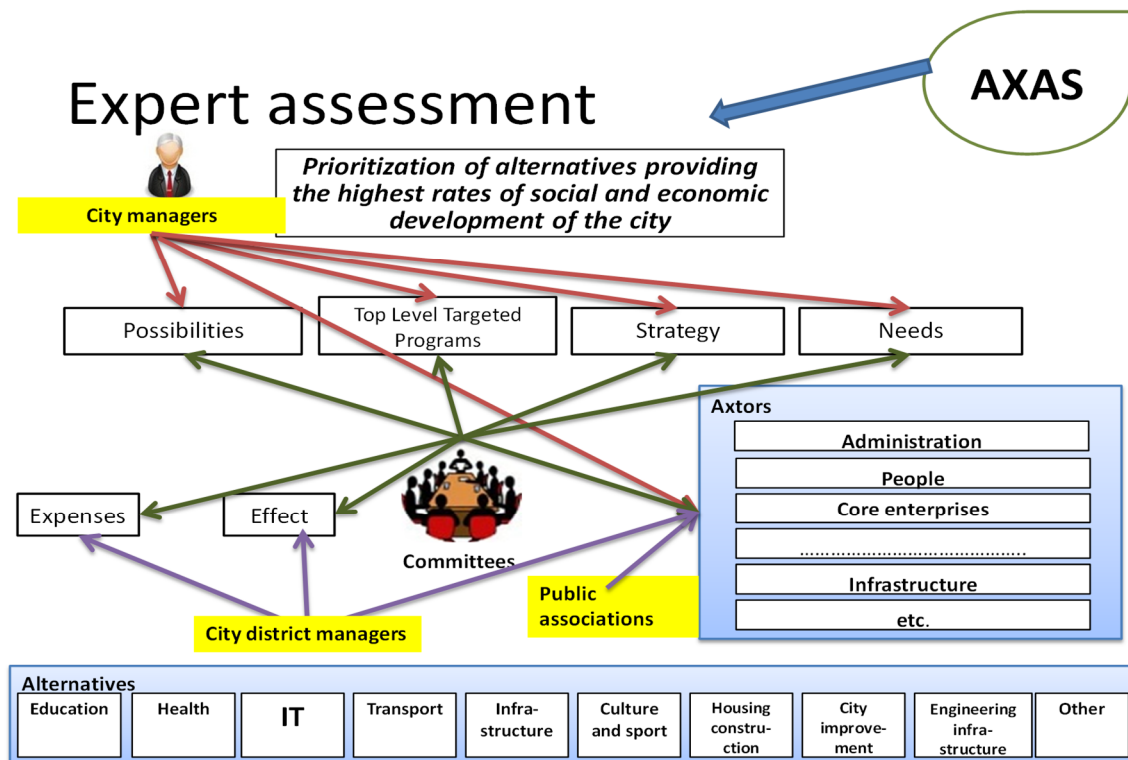 AXAS
Expert assessment
Prioritization of alternatives providing
the highest rates of social and economic
development of the city
City managers
Possibilities
Top Level Targeted
Programs
Strategy
Needs
Axtors
Administration
People
Core enterprises
…………………………………..
Infrastructure
etc.
Expenses
Effect
Committees
Public
associations
City district managers
Alternatives
Education
Health
IT
Transport
Infra-
structure
Culture
and sport
Housing
constru-
ction
City
improve-
ment
Engineering
infra-
structure
Other